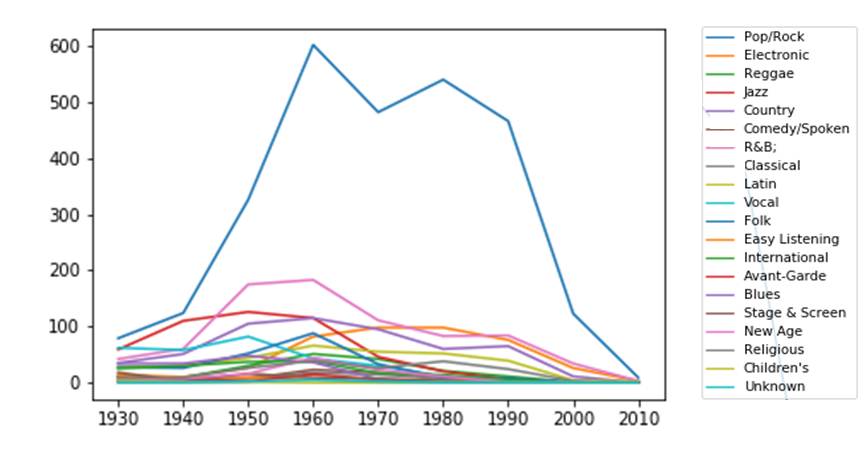 600
500
400
300
200
100
0
1930 1940 1950 1960 1970 1980 1990 2000 2010
Pop/Rock
Electronic
Reggae
Jazz
Country
Comedy/Spoken
R&B;
Classical
Latin
Vocal
Folk
Easy Listening
International
Avant-Garde
Blues
Stage & Screen
New Age
Religious
Children's
Unknown